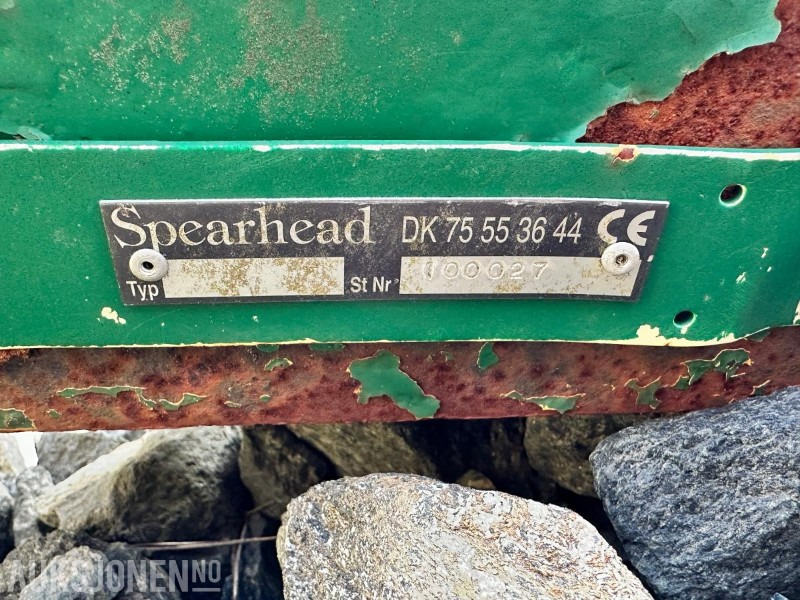 Spearhead DK 75 55 36 44 CE
Typ St Nr 100027
AUKSJONEN.NO